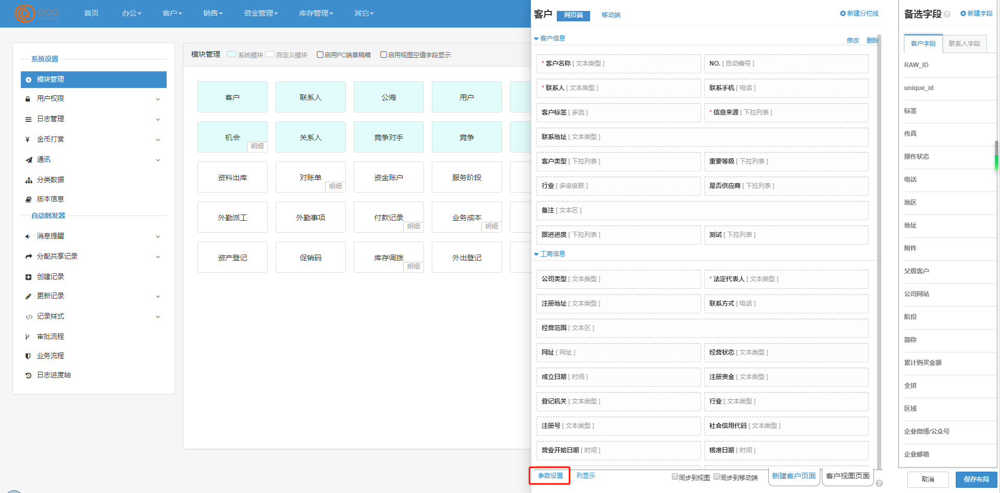 oca
首页
办公
客户
销售
资金管理
库存管理
其它
系统设置
模块管理
用户权限
日志管理
金币打赏
通讯
分类数据
版本信息
自动触发器
消息提醒
分配共享记录
创建记录
更新记录
记录样式
审批流程
业务流程
日志进度轴
模块管理 系统模块 自定义模块 启用PC端草稿箱 启用视图空值字段显示
客户 联系人 公海 用户
机会 明细 关系人 竞争对手 竞争
资料出库 对账单 明细 资金账户 服务阶段
外勤派工 外勤事项 付款记录 明细 业务成本 明细
资产登记 促销码 库存调拨 明细 外出登记
客户 网页端 移动端 新建分栏线
客户信息 修改 删除
* 客户名称 [ 文本类型 ] NO. [ 自动编号 ]
* 联系人 [ 文本类型 ] 联系手机 [ 电话 ]
客户标签 [ 多选 ] * 信息来源 [ 下拉列表 ]
联系地址 [ 文本类型 ]
客户类型 [ 下拉列表 ] 重要等级 [ 下拉列表 ]
行业 [ 多级级联 ] 是否供应商 [ 下拉列表 ]
备注 [ 文本区 ]
跟进进度 [ 下拉列表 ] 测试 [ 下拉列表 ]
工商信息
公司类型 [ 文本类型 ] * 法定代表人 [ 文本类型 ]
注册地址 [ 文本类型 ] 联系方式 [ 电话 ]
经营范围 [ 文本区 ]
网址 [ 网址 ] 经营状态 [ 文本类型 ]
成立日期 [ 时间 ] 注册资金 [ 文本类型 ]
登记机关 [ 文本类型 ] 行业 [ 文本类型 ]
注册号 [ 文本类型 ] 社会信用代码 [ 文本类型 ]
营业开始日期 [ 时间 ] 核准日期 [ 时间 ]
参数设置 列显示 同步到视图 同步到移动端 新建客户页面 客户视图页面 ?
备选字段 ? 新建字段
客户字段 联系人字段
RAW_ID
unique_id
标签
传真
操作状态
电话
地区
地址
附件
父级客户
公司网站
阶段
简称
累计购买金额
全拼
区域
企业微博/公众号
企业邮箱
取消 保存布局